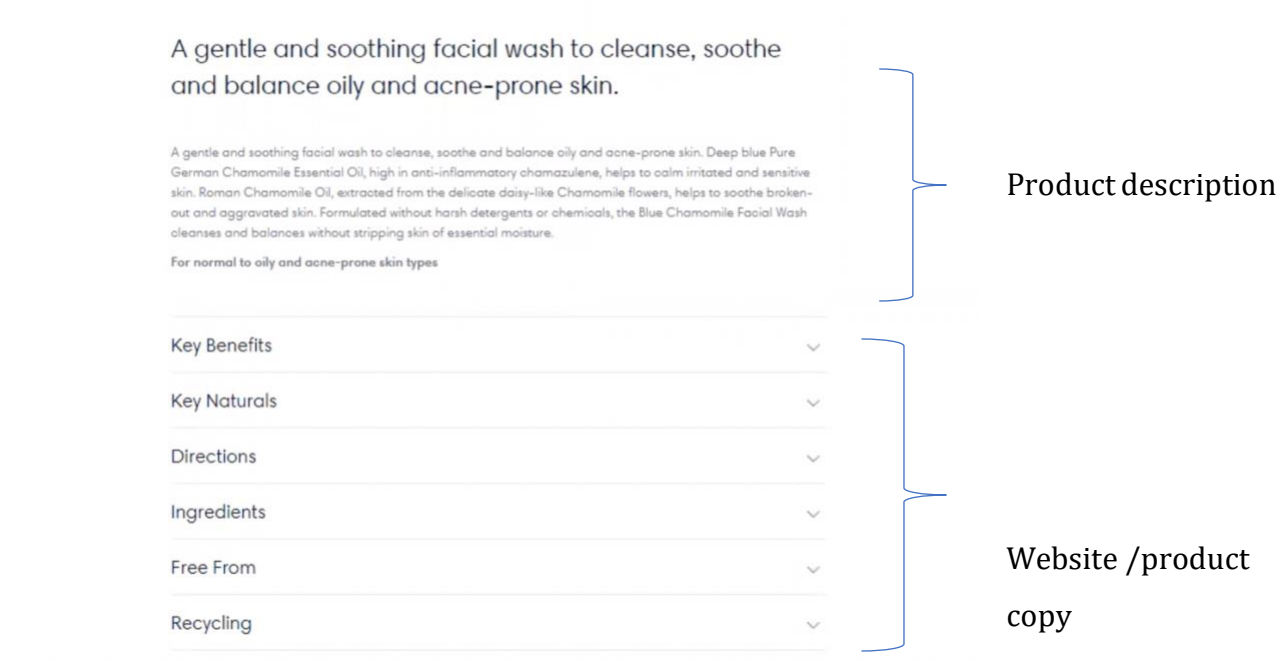 A gentle and soothing facial wash to cleanse, soothe
and balance oily and acne-prone skin.
A gentle and soothing facial wash to cleanse, soothe and balance oily and acne-prone skin. Deep blue Pure
German Chamomile Essential Oil, high in anti-inflammatory chamazulene, helps to calm irritated and sensitive
skin. Roman Chamomile Oil, extracted from the delicate daisy-like Chamomile flowers, helps to soothe broken-
out and aggravated skin. Formulated without harsh detergents or chemicals, the Blue Chamomile Facial Wash
cleanses and balances without stripping skin of essential moisture.
For normal to oily and acne-prone skin types
Product description
Key Benefits
Key Naturals
Directions
Ingredients
Free From
Recycling
Website /product
copy